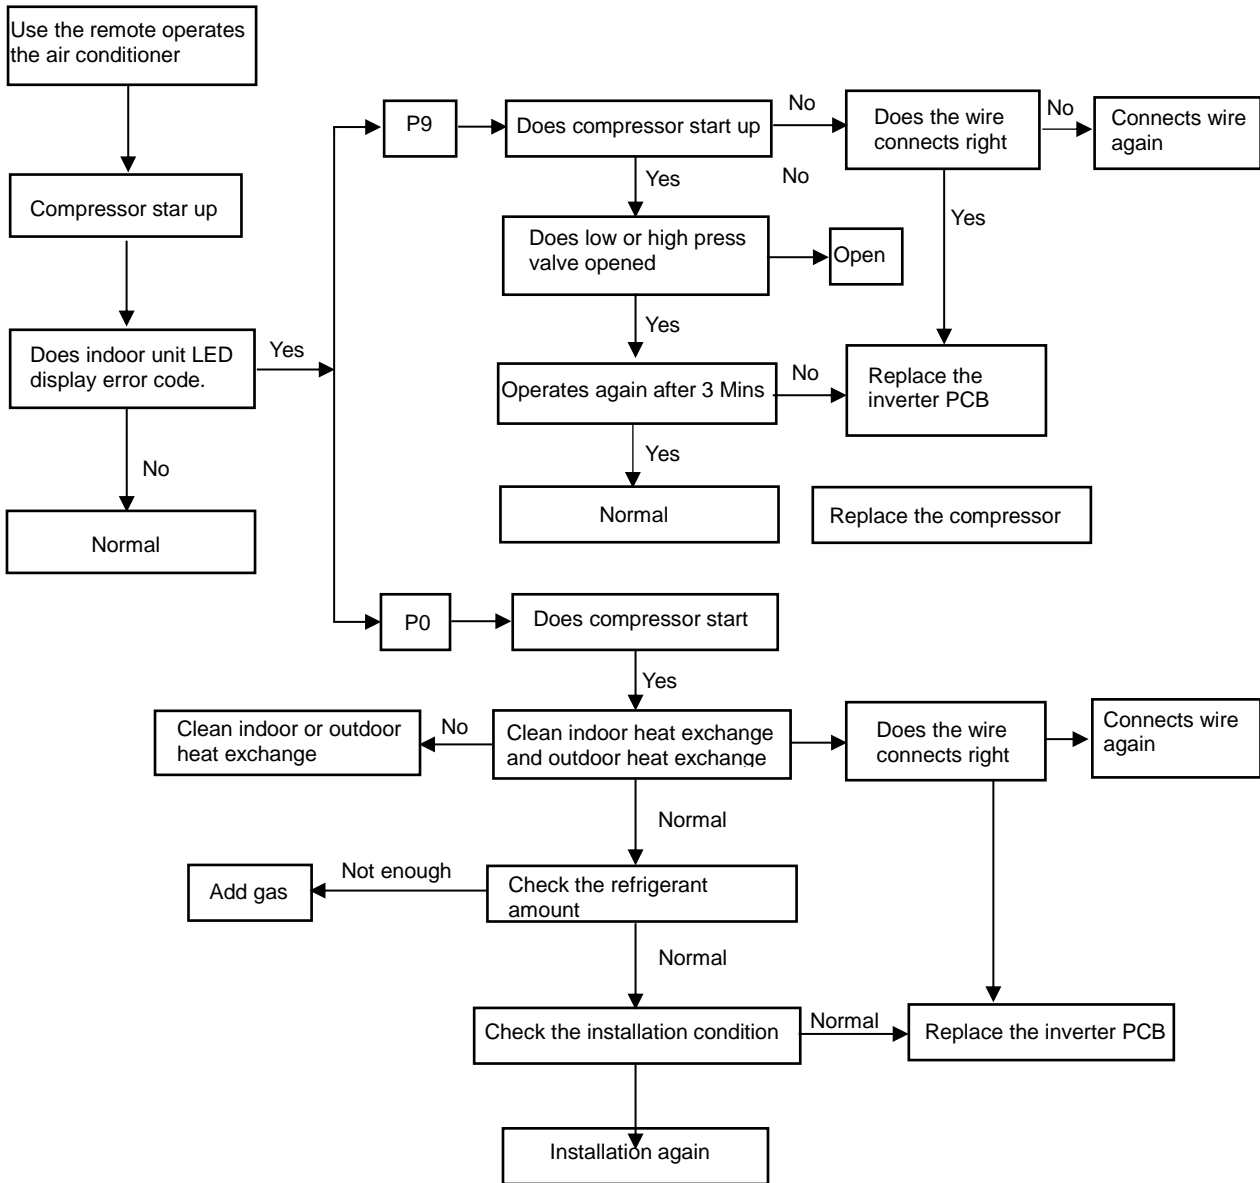 Use the remote operates
the air conditioner
Compressor star up
Does indoor unit LED
display error code.
Yes
No
Normal
P9
Does compressor start up
No
Does the wire
connects right
No
Connects wire
again
Yes
No
Yes
Does low or high press
valve opened
Open
Yes
Operates again after 3 Mins
No
Replace the
inverter PCB
Yes
Normal
Replace the compressor
P0
Does compressor start
Yes
Clean indoor or outdoor
heat exchange
No
Clean indoor heat exchange
and outdoor heat exchange
Does the wire
connects right
Connects wire
again
Normal
Add gas
Not enough
Check the refrigerant
amount
Normal
Check the installation condition
Normal
Replace the inverter PCB
Installation again